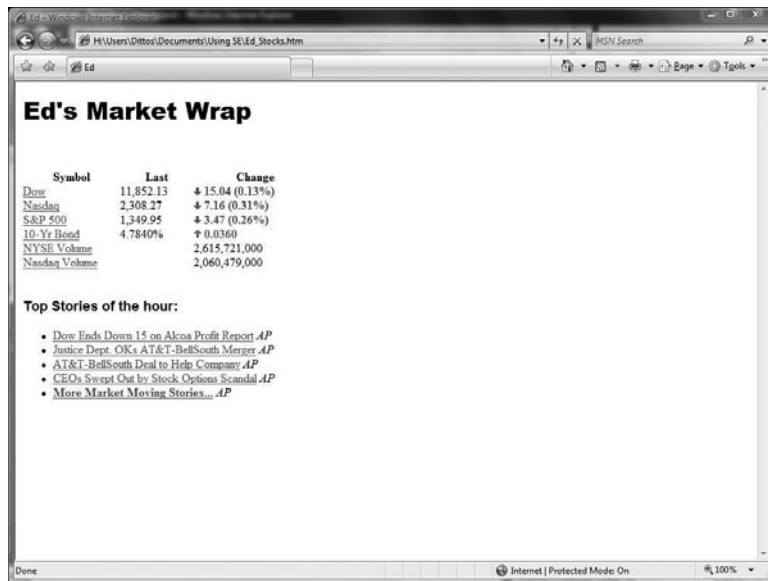 Ed - Windows Internet Explorer
H:\Users\Dittos\Documents\Using SE\Ed_Stocks.htm
MSN Search
Ed
Page Tools
Ed's Market Wrap
Symbol Last Change
Dow 11,852.13 ↓ 15.04 (0.13%)
Nasdaq 2,308.27 ↓ 7.16 (0.31%)
S&P 500 1,349.95 ↓ 3.47 (0.26%)
10-Yr Bond 4.7840% ↑ 0.0360
NYSE Volume 2,615,721,000
Nasdaq Volume 2,060,479,000
Top Stories of the hour:
• Dow Ends Down 15 on Alcoa Profit Report AP
• Justice Dept. OKs AT&T-BellSouth Merger AP
• AT&T-BellSouth Deal to Help Company AP
• CEOs Swept Out by Stock Options Scandal AP
• More Market Moving Stories... AP
Done Internet | Protected Mode: On 100%